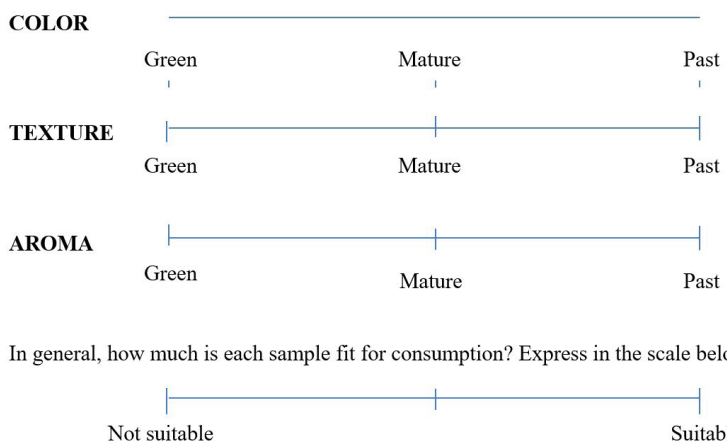 COLOR
Green Mature Past
TEXTURE
Green Mature Past
AROMA
Green Mature Past
In general, how much is each sample fit for consumption? Express in the scale belo
Not suitable Suitab